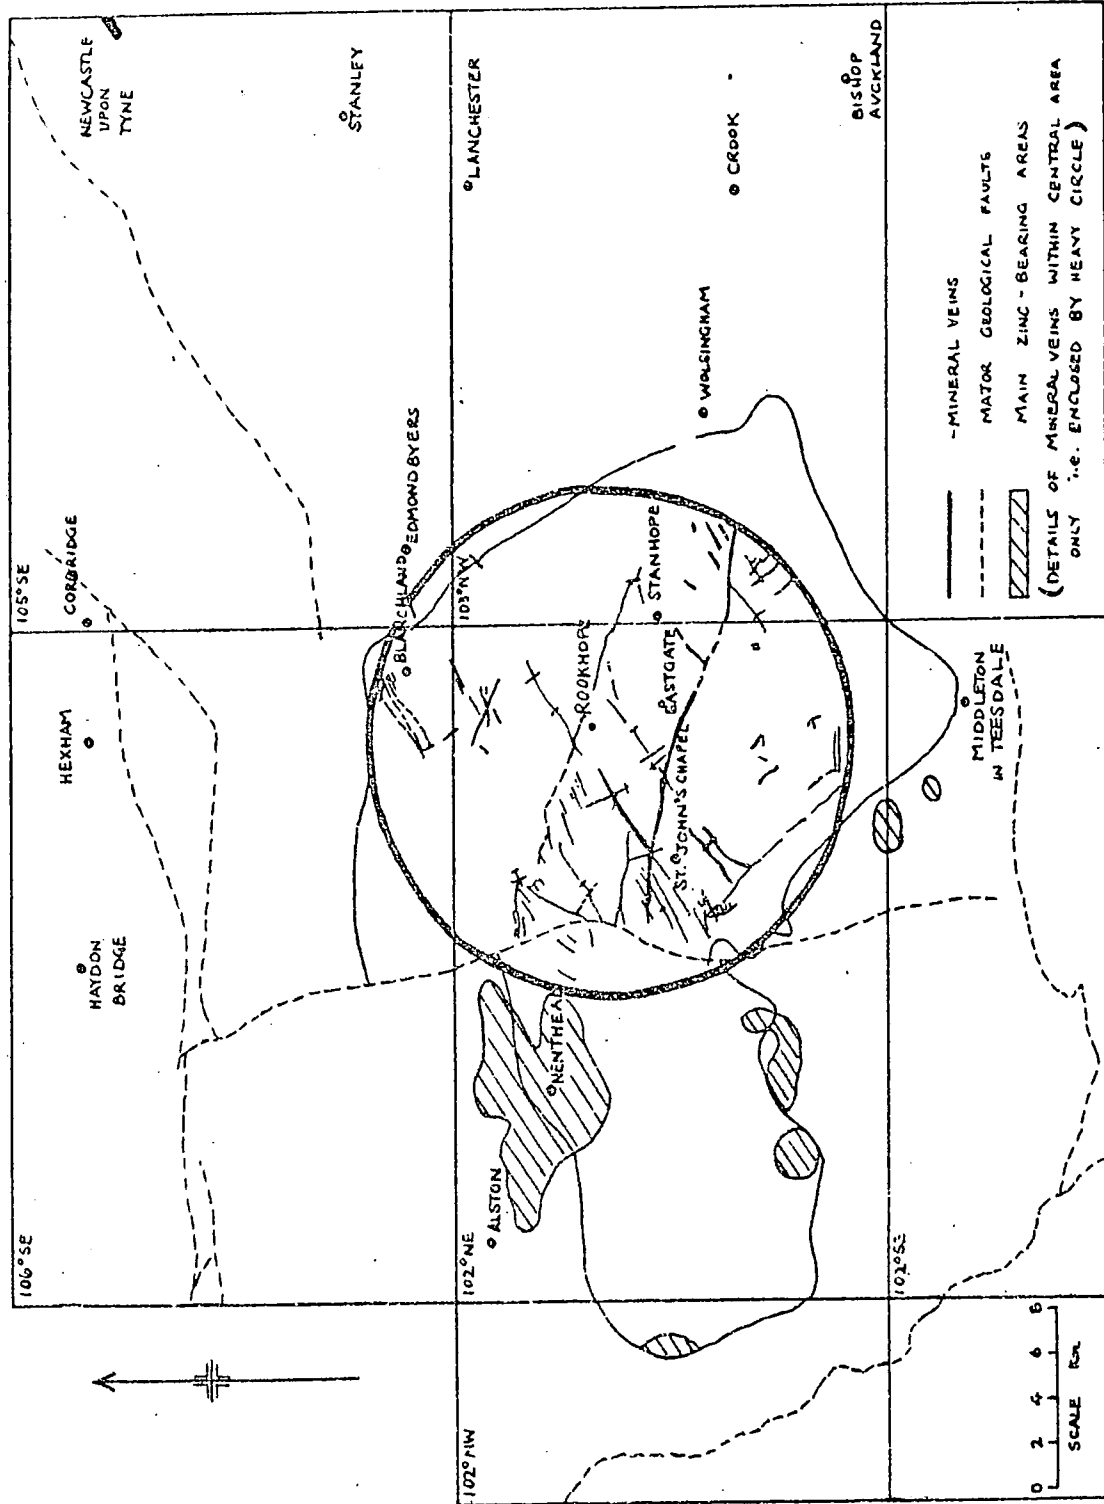 106°SE
105°SE
HAYDON
BRIDGE
HEXHAM
CORBRIDGE
NEWCASTLE
UPON
TYNE
STANLEY
BLANCHLAND
EDMONDBYERS
102°NW
102°NE
103°NW
LANCHESTER
ALSTON
NENTHEAD
ROOKHOPE
STANHOPE
EASTGATE
ST. JOHN'S CHAPEL
WOLSINGHAM
CROOK
BISHOP
AUCKLAND
102°SE
MIDDLETON
IN TEESDALE
0 2 4 6 8
SCALE Km
-MINERAL VEINS
MAJOR GEOLOGICAL FAULTS
MAIN ZINC-BEARING AREAS
(DETAILS OF MINERAL VEINS WITHIN CENTRAL AREA
ONLY i.e. ENCLOSED BY HEAVY CIRCLE)